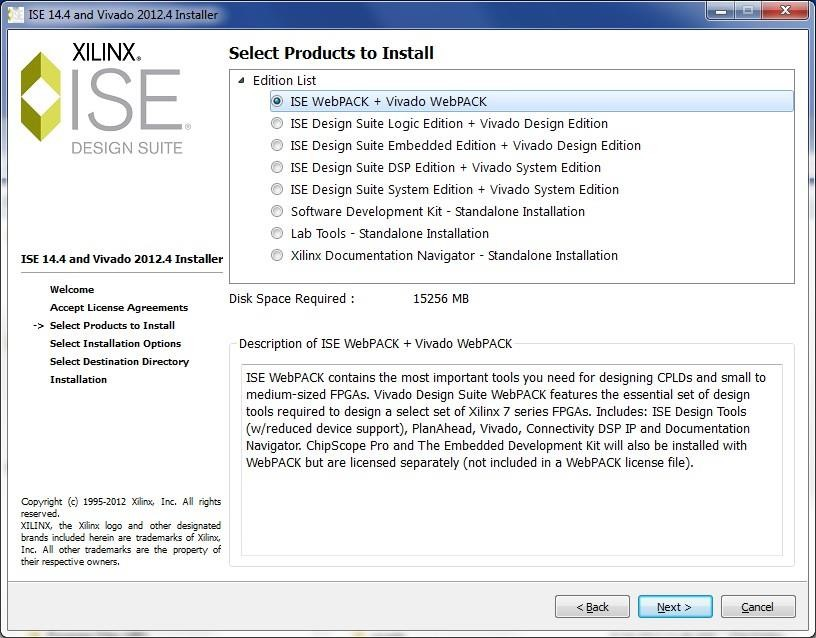 ISE 14.4 and Vivado 2012.4 Installer
XILINX®
ISE®
DESIGN SUITE
Select Products to Install
Edition List
ISE WebPACK + Vivado WebPACK
ISE Design Suite Logic Edition + Vivado Design Edition
ISE Design Suite Embedded Edition + Vivado Design Edition
ISE Design Suite DSP Edition + Vivado System Edition
ISE Design Suite System Edition + Vivado System Edition
Software Development Kit - Standalone Installation
Lab Tools - Standalone Installation
Xilinx Documentation Navigator - Standalone Installation
ISE 14.4 and Vivado 2012.4 Installer
Welcome
Accept License Agreements
-> Select Products to Install
Select Installation Options
Select Destination Directory
Installation
Disk Space Required : 15256 MB
Description of ISE WebPACK + Vivado WebPACK
ISE WebPACK contains the most important tools you need for designing CPLDs and small to
medium-sized FPGAs. Vivado Design Suite WebPACK features the essential set of design
tools required to design a select set of Xilinx 7 series FPGAs. Includes: ISE Design Tools
(w/reduced device support), PlanAhead, Vivado, Connectivity DSP IP and Documentation
Navigator. ChipScope Pro and The Embedded Development Kit will also be installed with
WebPACK but are licensed separately (not included in a WebPACK license file).
Copyright (c) 1995-2012 Xilinx, Inc. All rights
reserved.
XILINX, the Xilinx logo and other designated
brands included herein are trademarks of Xilinx,
Inc. All other trademarks are the property of
their respective owners.
< Back
Next >
Cancel